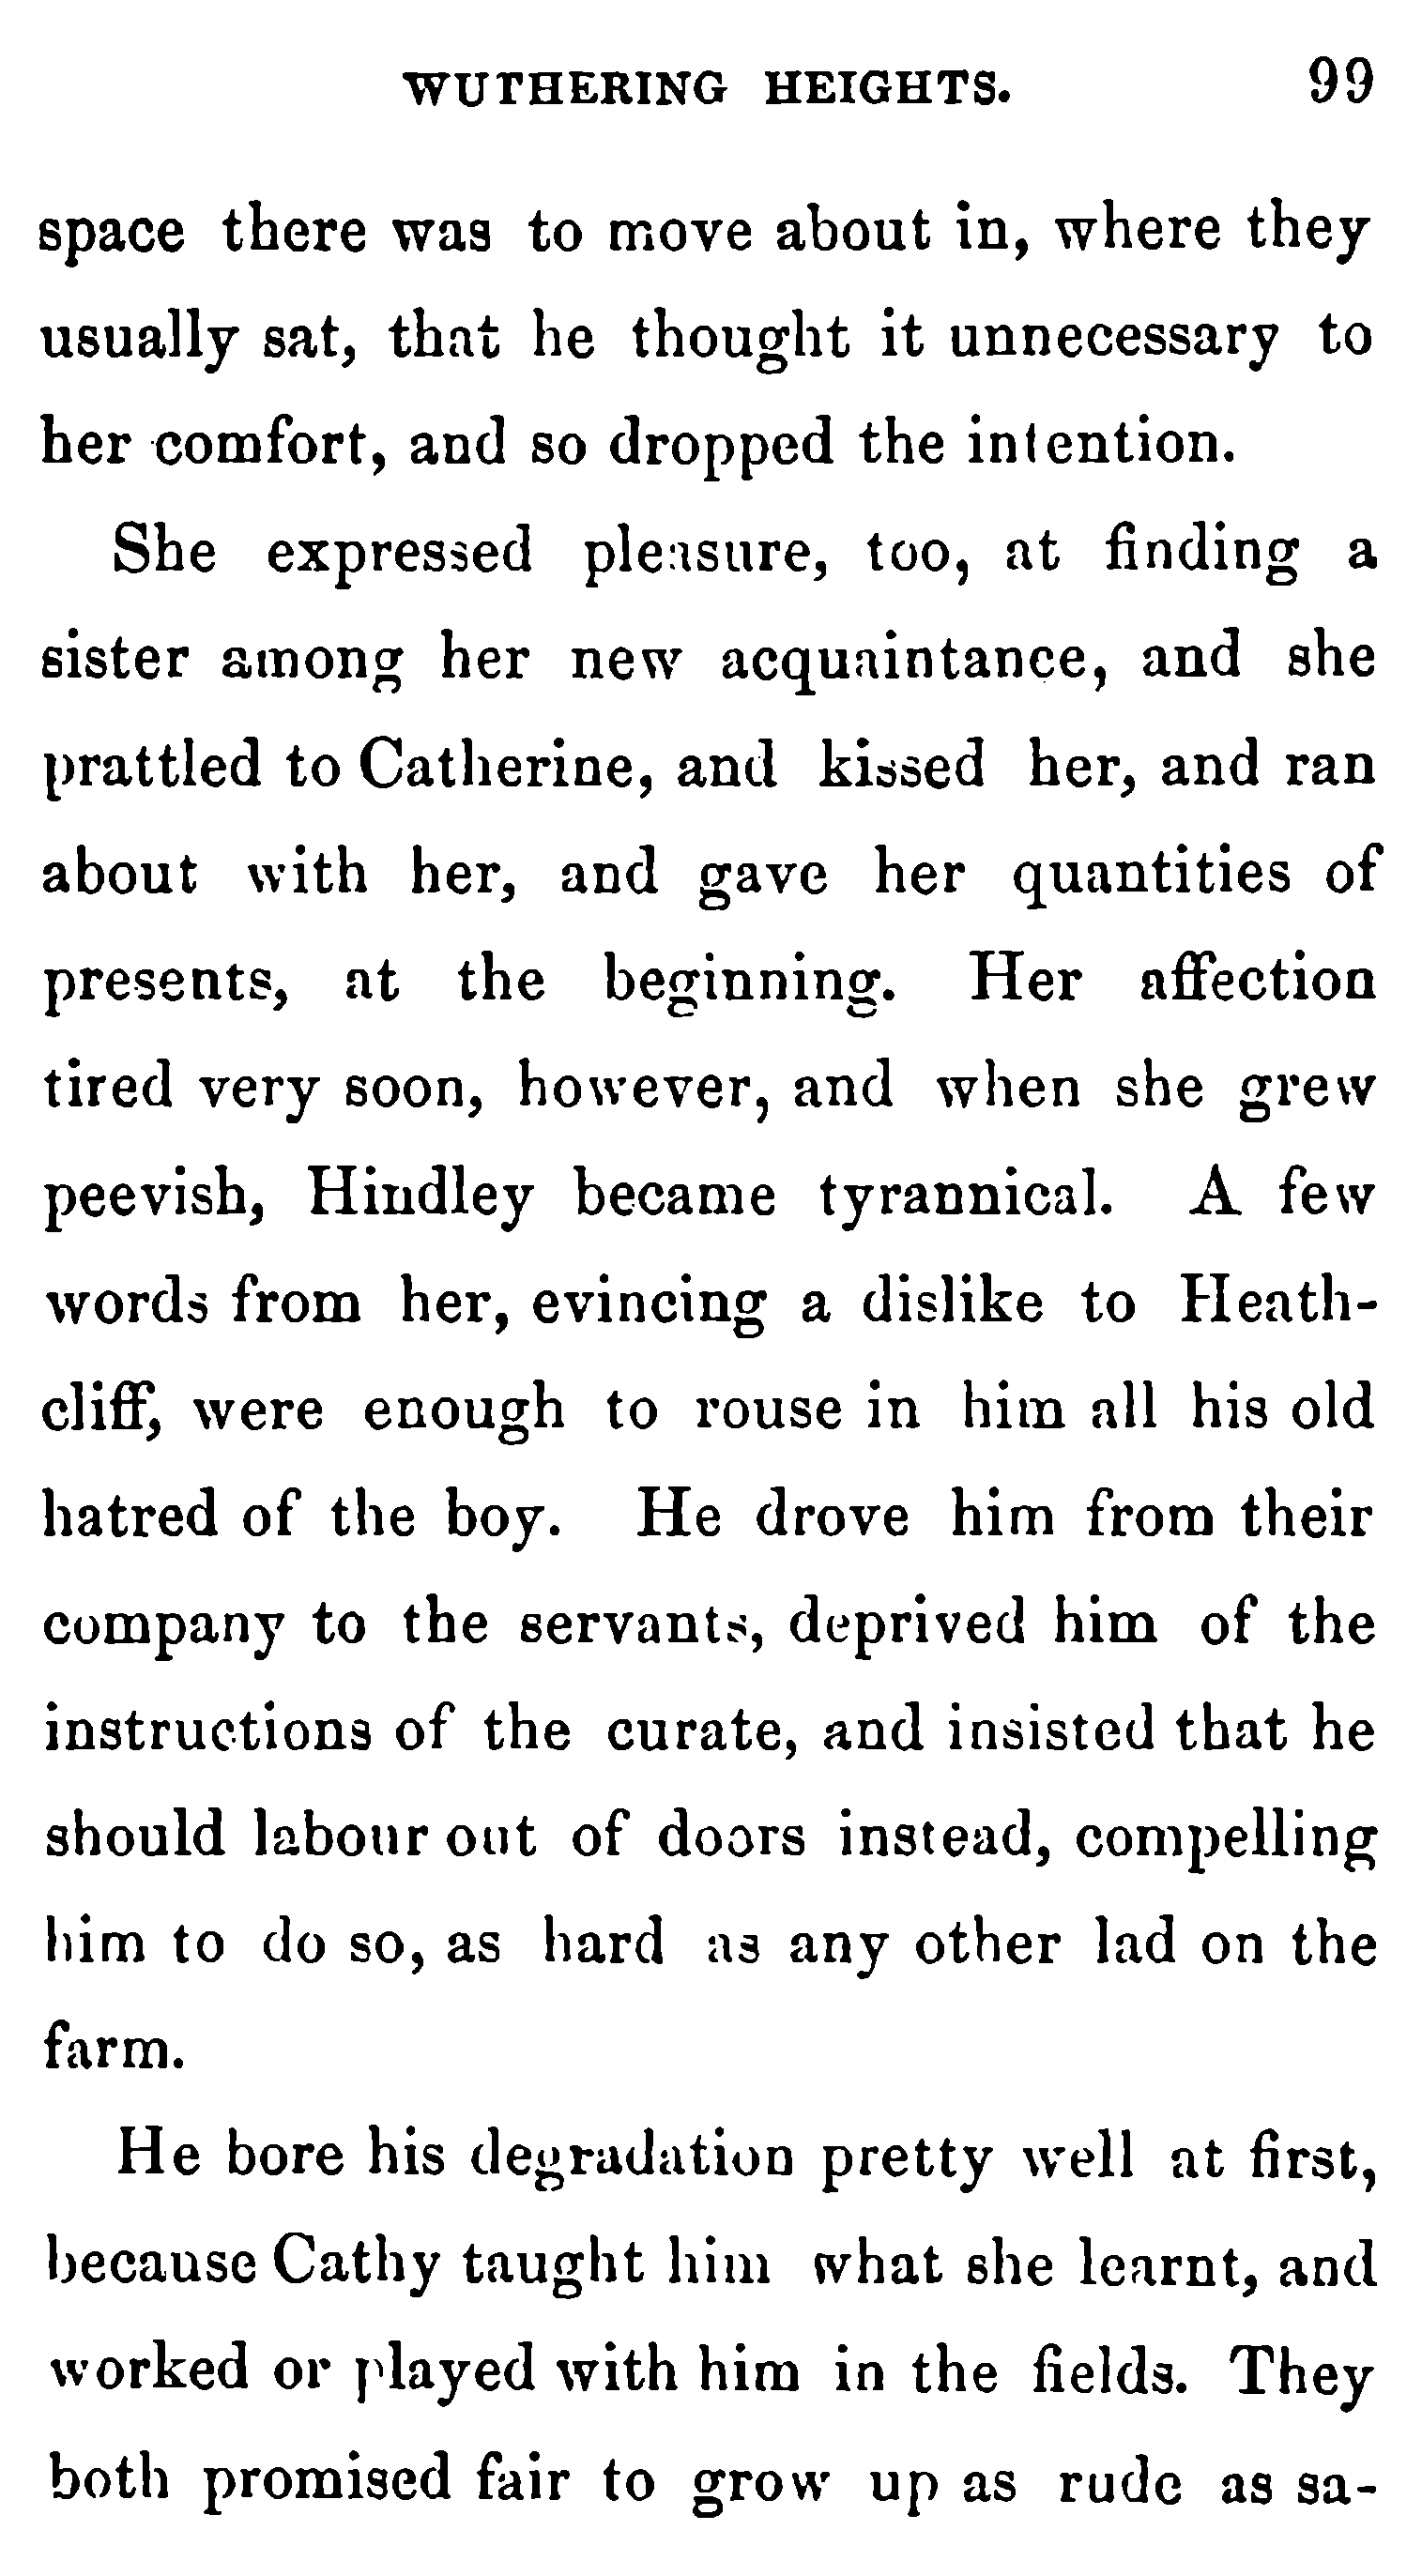 WUTHERING HEIGHTS. 99
space there was to move about in, where they
usually sat, that he thought it unnecessary to
her comfort, and so dropped the intention.
She expressed pleasure, too, at finding a
sister among her new acquaintance, and she
prattled to Catherine, and kissed her, and ran
about with her, and gave her quantities of
presents, at the beginning. Her affection
tired very soon, however, and when she grew
peevish, Hindley became tyrannical. A few
words from her, evincing a dislike to Heath-
cliff, were enough to rouse in him all his old
hatred of the boy. He drove him from their
company to the servants, deprived him of the
instructions of the curate, and insisted that he
should labour out of doors instead, compelling
him to do so, as hard as any other lad on the
farm.
He bore his degradation pretty well at first,
because Cathy taught him what she learnt, and
worked or played with him in the fields. They
both promised fair to grow up as rude as sa-